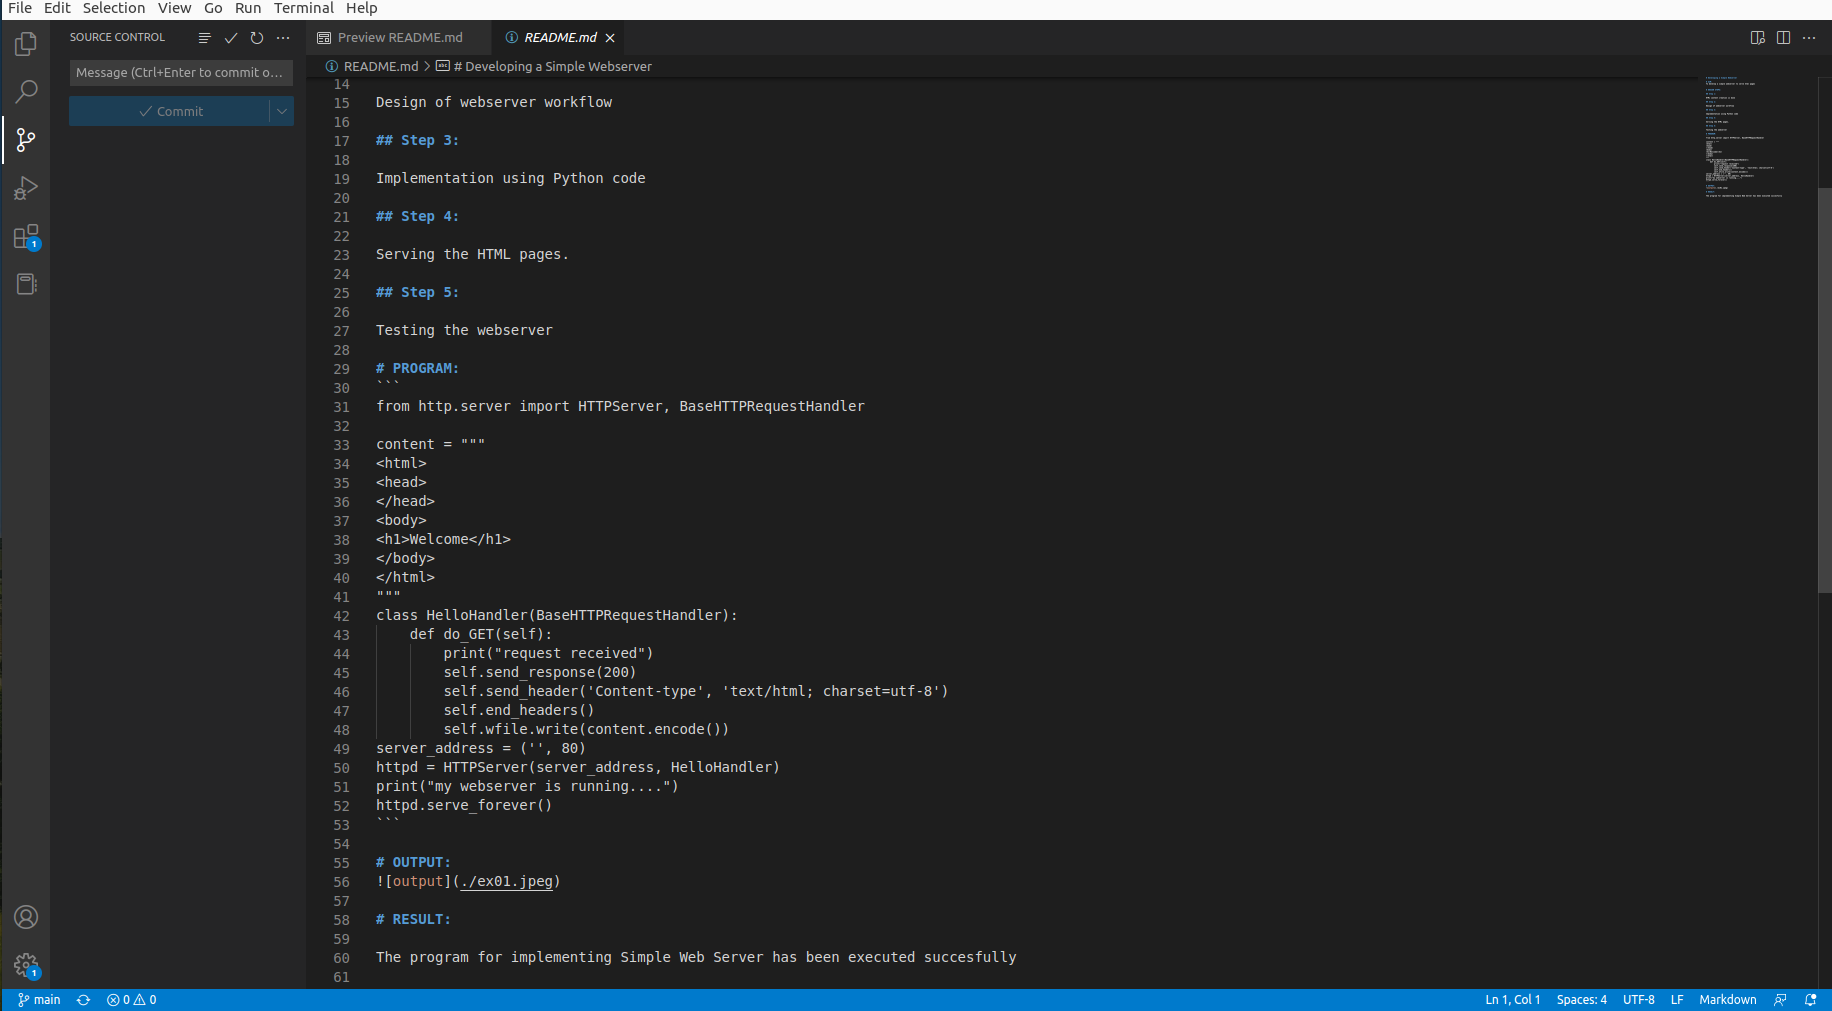 File Edit Selection View Go Run Terminal Help
SOURCE CONTROL
Message (Ctrl+Enter to commit o...
Commit
1
1
Preview README.md
README.md
README.md > # Developing a Simple Webserver
14
15 Design of webserver workflow
16
17 ## Step 3:
18
19 Implementation using Python code
20
21 ## Step 4:
22
23 Serving the HTML pages.
24
25 ## Step 5:
26
27 Testing the webserver
28
29 # PROGRAM:
30 ```
31 from http.server import HTTPServer, BaseHTTPRequestHandler
32
33 content = """
34 <html>
35 <head>
36 </head>
37 <body>
38 <h1>Welcome</h1>
39 </body>
40 </html>
41 """
42 class HelloHandler(BaseHTTPRequestHandler):
43     def do_GET(self):
44         print("request received")
45         self.send_response(200)
46         self.send_header('Content-type', 'text/html; charset=utf-8')
47         self.end_headers()
48         self.wfile.write(content.encode())
49 server_address = ('', 80)
50 httpd = HTTPServer(server_address, HelloHandler)
51 print("my webserver is running....")
52 httpd.serve_forever()
53 ```
54
55 # OUTPUT:
56 ![output](./ex01.jpeg)
57
58 # RESULT:
59
60 The program for implementing Simple Web Server has been executed succesfully
61
main 0 0 Ln 1, Col 1 Spaces: 4 UTF-8 LF Markdown